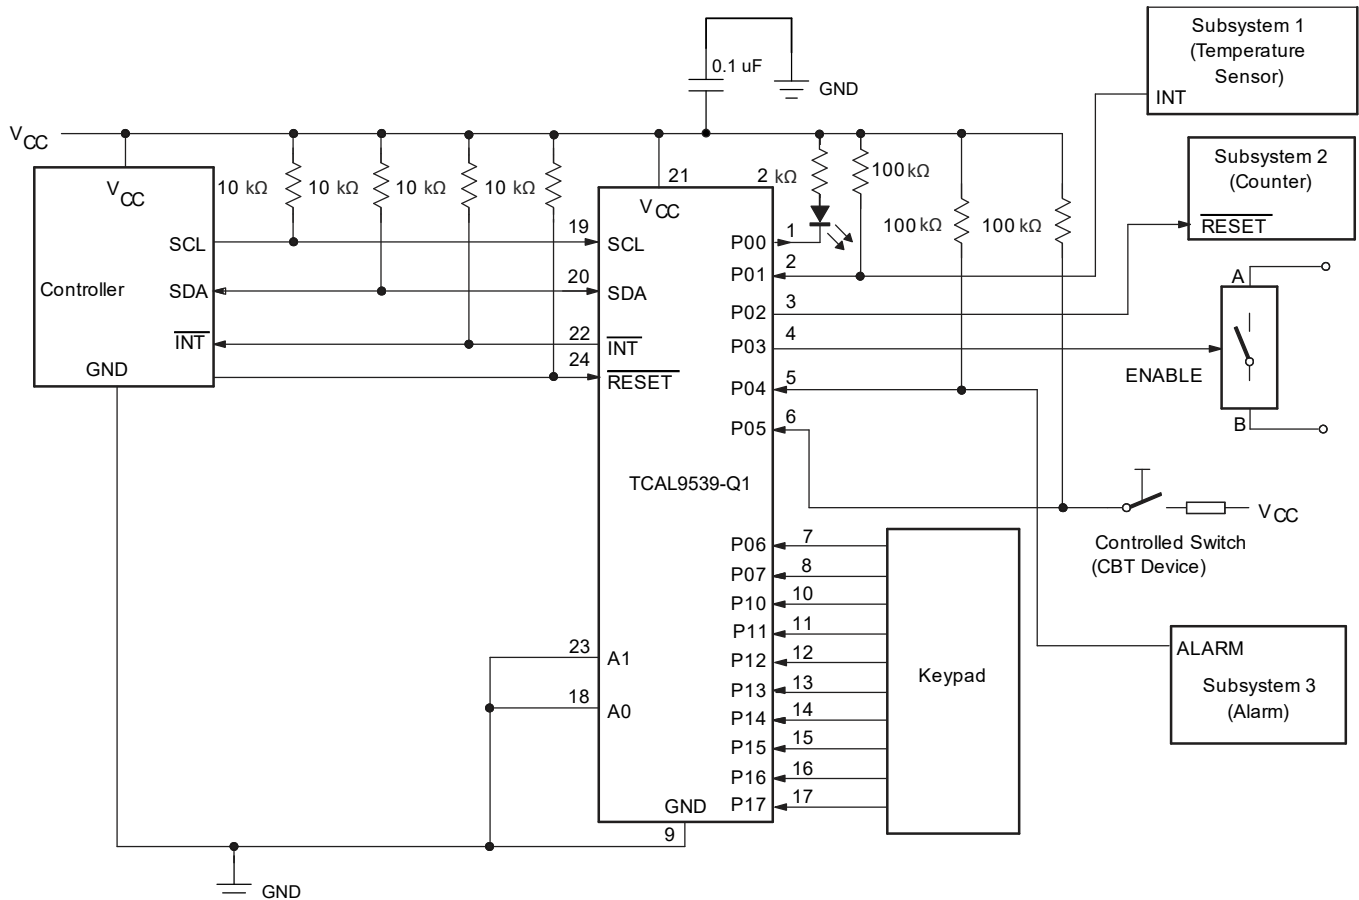 Subsystem 1
(Temperature
Sensor)
INT
0.1 uF
GND
VCC
VCC
10 kΩ
10 kΩ
10 kΩ
10 kΩ
21
2 kΩ
100 kΩ
Subsystem 2
(Counter)
RESET
100 kΩ
100 kΩ
VCC
SCL
19
SCL
P00
1
P01
2
A
Controller
SDA
20
SDA
P02
3
INT
22
INT
P03
4
GND
24
RESET
P04
5
ENABLE
P05
6
B
TCAL9539-Q1
VCC
Controlled Switch
(CBT Device)
P06
7
P07
8
P10
10
P11
11
P12
12
P13
13
P14
14
P15
15
P16
16
P17
17
Keypad
23
A1
18
A0
ALARM
Subsystem 3
(Alarm)
GND
9
GND